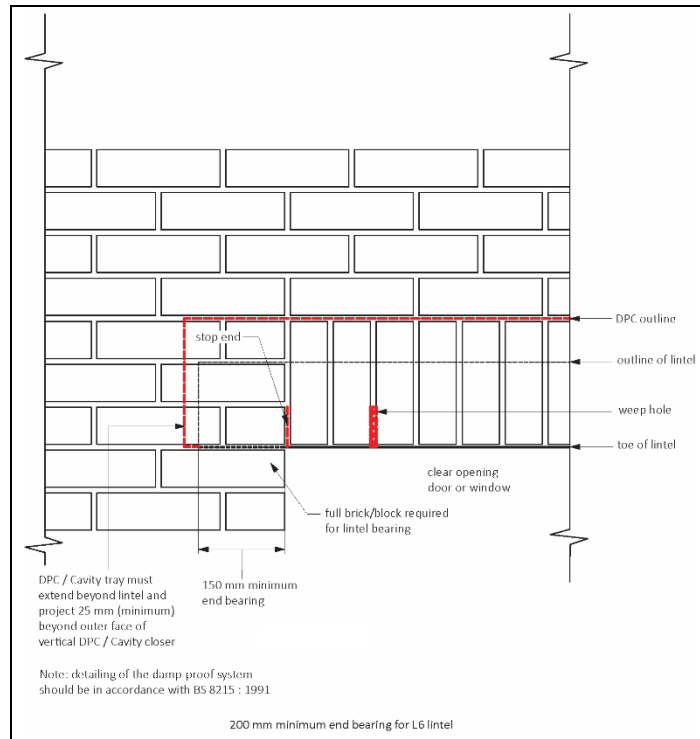 DPC outline
stop end
outline of lintel
weep hole
toe of lintel
clear opening
door or window
full brick/block required
for lintel bearing
150 mm minimum
end bearing
DPC / Cavity tray must
extend beyond lintel and
project 25 mm (minimum)
beyond outer face of
vertical DPC / Cavity closer
Note: detailing of the damp proof system
should be in accordance with BS 8215 : 1991
200 mm minimum end bearing for L6 lintel